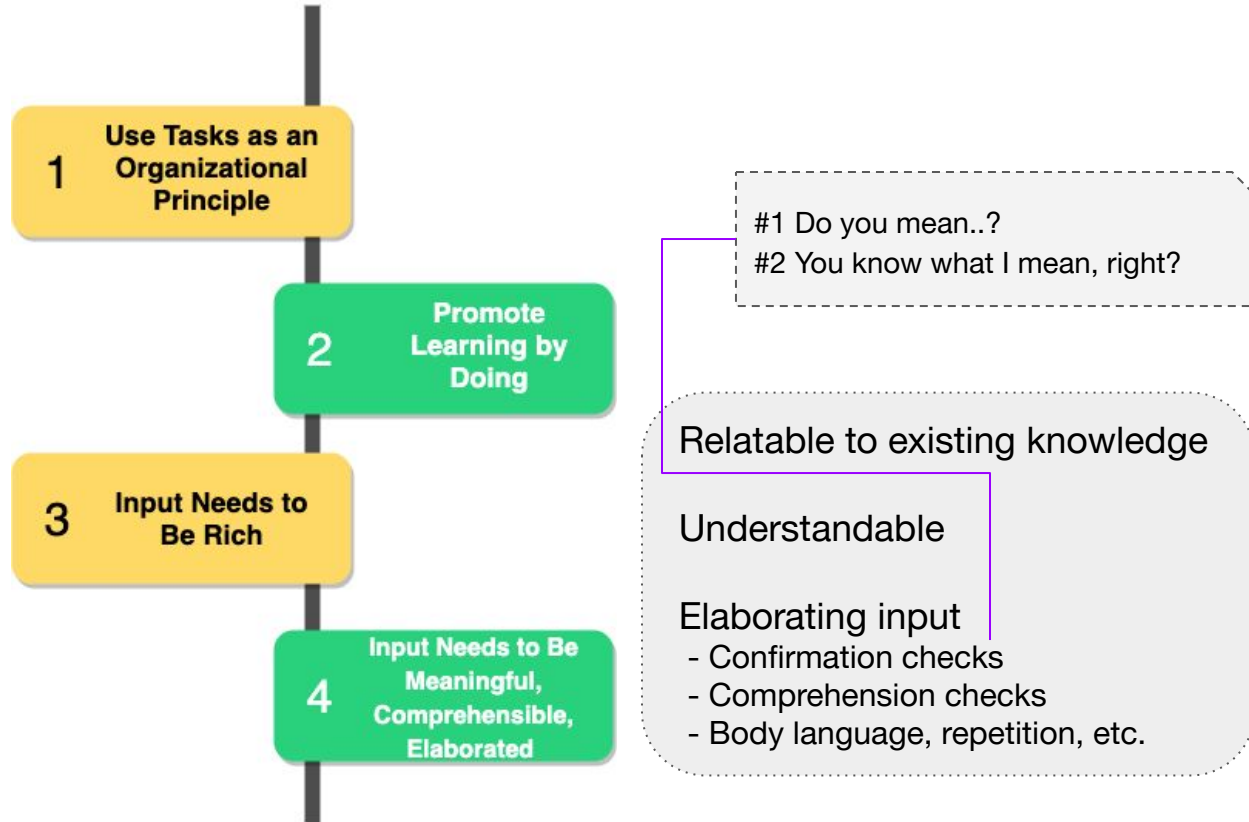 1
Use Tasks as an
Organizational
Principle
2
Promote
Learning by
Doing
3
Input Needs to
Be Rich
4
Input Needs to Be
Meaningful,
Comprehensible,
Elaborated
#1 Do you mean..?
#2 You know what I mean, right?
Relatable to existing knowledge
Understandable
Elaborating input
- Confirmation checks
- Comprehension checks
- Body language, repetition, etc.